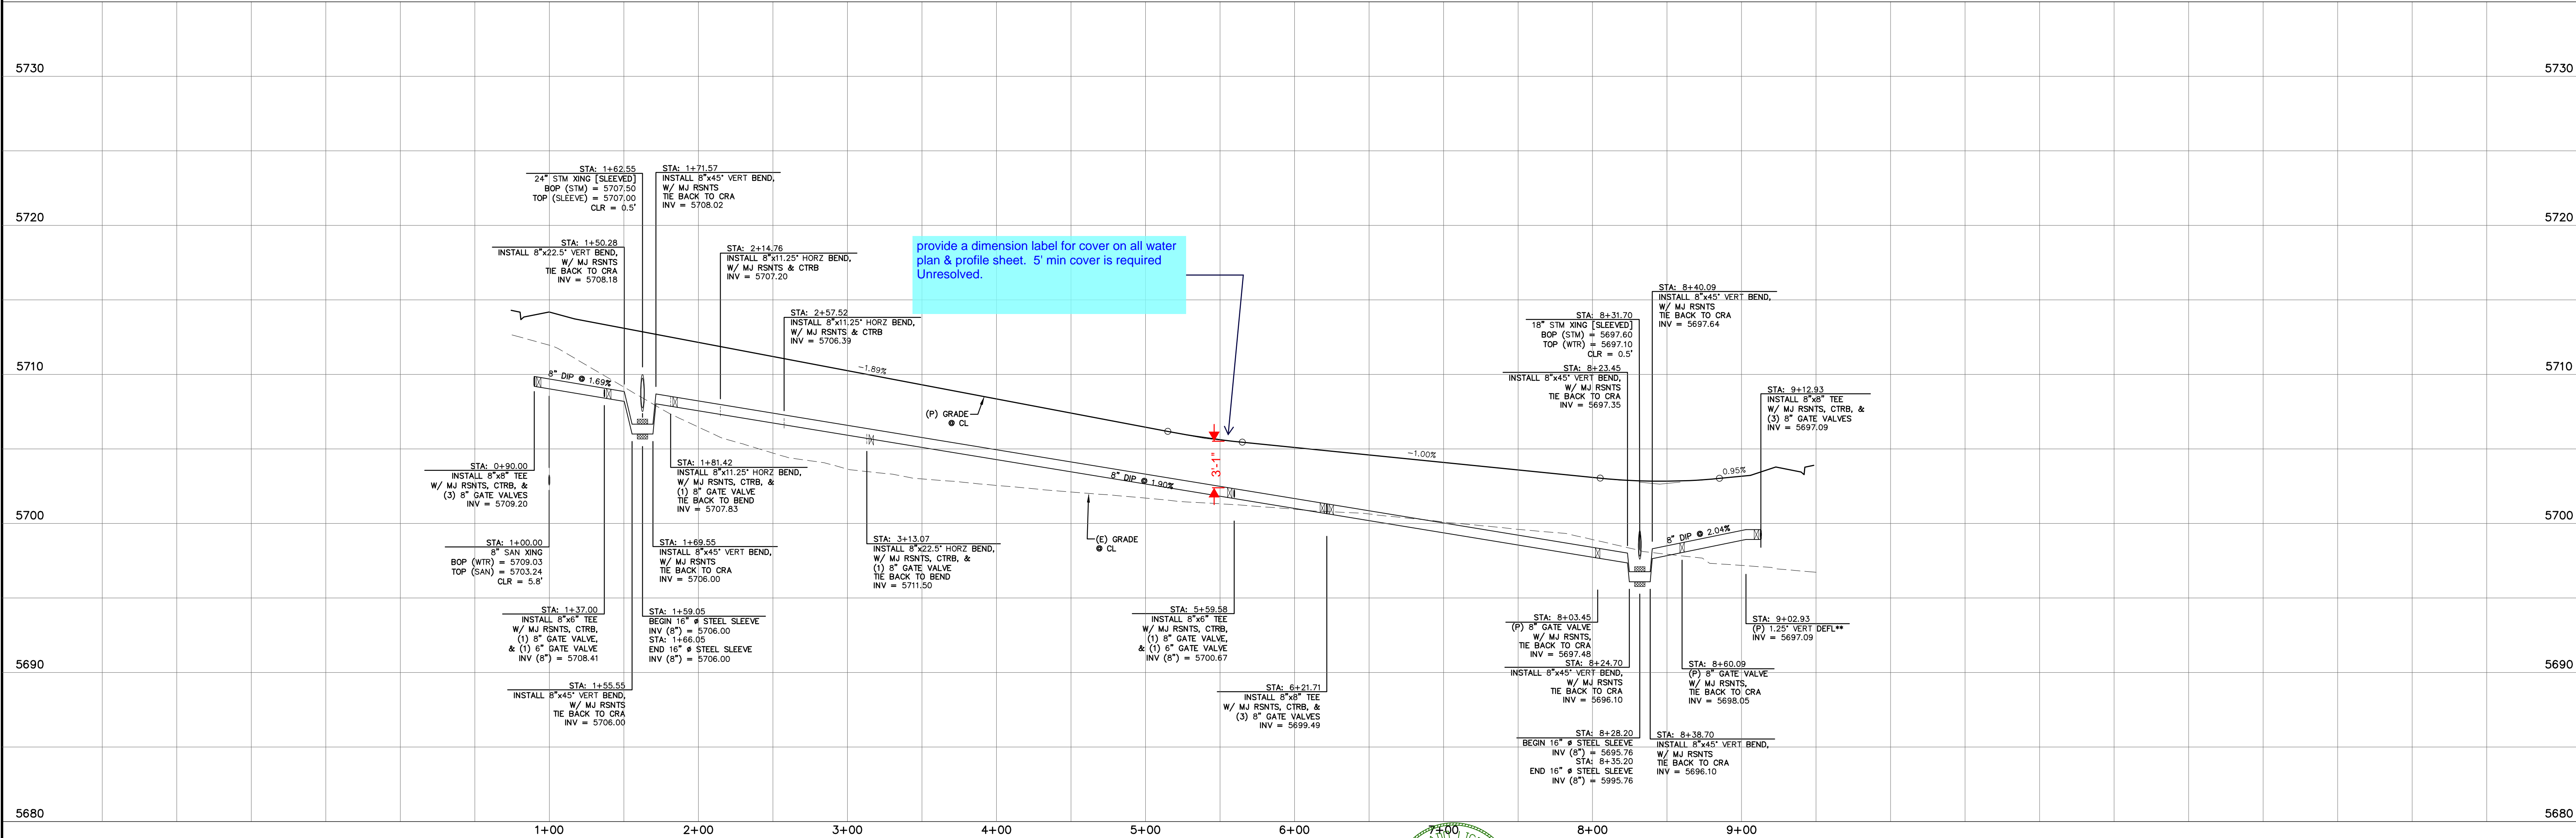 5730
5730
5720
5720
5710
5710
5700
5700
5690
5690
5680
5680
STA: 1+62.55
24" STM XING [SLEEVED]
BOP (STM) = 5707.50
TOP (SLEEVE) = 5707.00
CLR = 0.5'
STA: 1+71.57
INSTALL 8"x45° VERT BEND,
W/ MJ RSNTS
TIE BACK TO CRA
INV = 5708.02
STA: 1+50.28
INSTALL 8"x22.5° VERT BEND,
W/ MJ RSNTS
TIE BACK TO CRA
INV = 5708.18
STA: 2+14.76
INSTALL 8"x11.25° HORZ BEND,
W/ MJ RSNTS & CTRB
INV = 5707.20
provide a dimension label for cover on all water
plan & profile sheet. 5' min cover is required
Unresolved.
STA: 2+57.52
INSTALL 8"x11.25° HORZ BEND,
W/ MJ RSNTS & CTRB
INV = 5706.39
STA: 8+40.09
INSTALL 8"x45° VERT BEND,
W/ MJ RSNTS
TIE BACK TO CRA
INV = 5697.64
STA: 8+31.70
18" STM XING [SLEEVED]
BOP (STM) = 5697.60
TOP (WTR) = 5697.10
CLR = 0.5'
STA: 8+23.45
INSTALL 8"x45° VERT BEND,
W/ MJ RSNTS
TIE BACK TO CRA
INV = 5697.35
STA: 9+12.93
INSTALL 8"x8" TEE
W/ MJ RSNTS, CTRB, &
(3) 8" GATE VALVES
INV = 5697.09
8" DIP @ 1.69%
-1.89%
(P) GRADE
@ CL
-1.00%
0.95%
3'-1"
8" DIP @ 1.90%
8" DIP @ 2.04%
(E) GRADE
@ CL
STA: 0+90.00
INSTALL 8"x8" TEE
W/ MJ RSNTS, CTRB, &
(3) 8" GATE VALVES
INV = 5709.20
STA: 1+81.42
INSTALL 8"x11.25° HORZ BEND,
W/ MJ RSNTS, CTRB, &
(1) 8" GATE VALVE
TIE BACK TO BEND
INV = 5707.83
STA: 1+00.00
8" SAN XING
BOP (WTR) = 5709.03
TOP (SAN) = 5703.24
CLR = 5.8'
STA: 1+69.55
INSTALL 8"x45° VERT BEND,
W/ MJ RSNTS
TIE BACK TO CRA
INV = 5706.00
STA: 3+13.07
INSTALL 8"x22.5° HORZ BEND,
W/ MJ RSNTS, CTRB, &
(1) 8" GATE VALVE
TIE BACK TO BEND
INV = 5711.50
STA: 1+37.00
INSTALL 8"x6" TEE
W/ MJ RSNTS, CTRB,
(1) 8" GATE VALVE,
& (1) 6" GATE VALVE
INV (8") = 5708.41
STA: 1+59.05
BEGIN 16" ø STEEL SLEEVE
INV (8") = 5706.00
STA: 1+66.05
END 16" ø STEEL SLEEVE
INV (8") = 5706.00
STA: 1+55.55
INSTALL 8"x45° VERT BEND,
W/ MJ RSNTS
TIE BACK TO CRA
INV = 5706.00
STA: 5+59.58
INSTALL 8"x6" TEE
W/ MJ RSNTS, CTRB,
(1) 8" GATE VALVE,
& (1) 6" GATE VALVE
INV (8") = 5700.67
STA: 6+21.71
INSTALL 8"x8" TEE
W/ MJ RSNTS, CTRB, &
(3) 8" GATE VALVES
INV = 5699.49
STA: 8+03.45
(P) 8" GATE VALVE
W/ MJ RSNTS,
TIE BACK TO CRA
INV = 5697.48
STA: 8+24.70
INSTALL 8"x45° VERT BEND,
W/ MJ RSNTS
TIE BACK TO CRA
INV = 5696.10
STA: 9+02.93
(P) 1.25° VERT DEFL**
INV = 5697.09
STA: 8+60.09
(P) 8" GATE VALVE
W/ MJ RSNTS,
TIE BACK TO CRA
INV = 5698.05
STA: 8+28.20
BEGIN 16" ø STEEL SLEEVE
INV (8") = 5695.76
STA: 8+35.20
END 16" ø STEEL SLEEVE
INV (8") = 5995.76
STA: 8+38.70
INSTALL 8"x45° VERT BEND,
W/ MJ RSNTS
TIE BACK TO CRA
INV = 5696.10
1+00
2+00
3+00
4+00
5+00
6+00
7+00
8+00
9+00